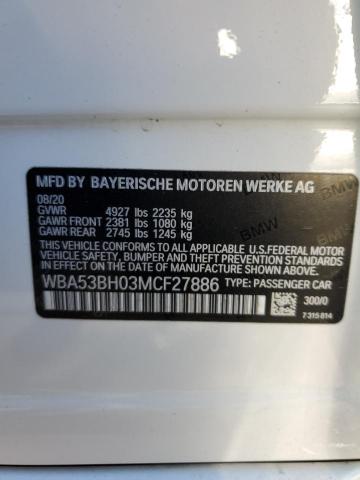 MFD BY BAYERISCHE MOTOREN WERKE AG
08/20
GVWR 4927 lbs 2235 kg
GAWR FRONT 2381 lbs 1080 kg
GAWR REAR 2745 lbs 1245 kg
THIS VEHICLE CONFORMS TO ALL APPLICABLE U.S.FEDERAL MOTOR
VEHICLE SAFETY, BUMPER, AND THEFT PREVENTION STANDARDS
IN EFFECT ON THE DATE OF MANUFACTURE SHOWN ABOVE.
WBA53BH03MCF27886 TYPE: PASSENGER CAR
300/0
7 315 814
BMW
BMW
BMW